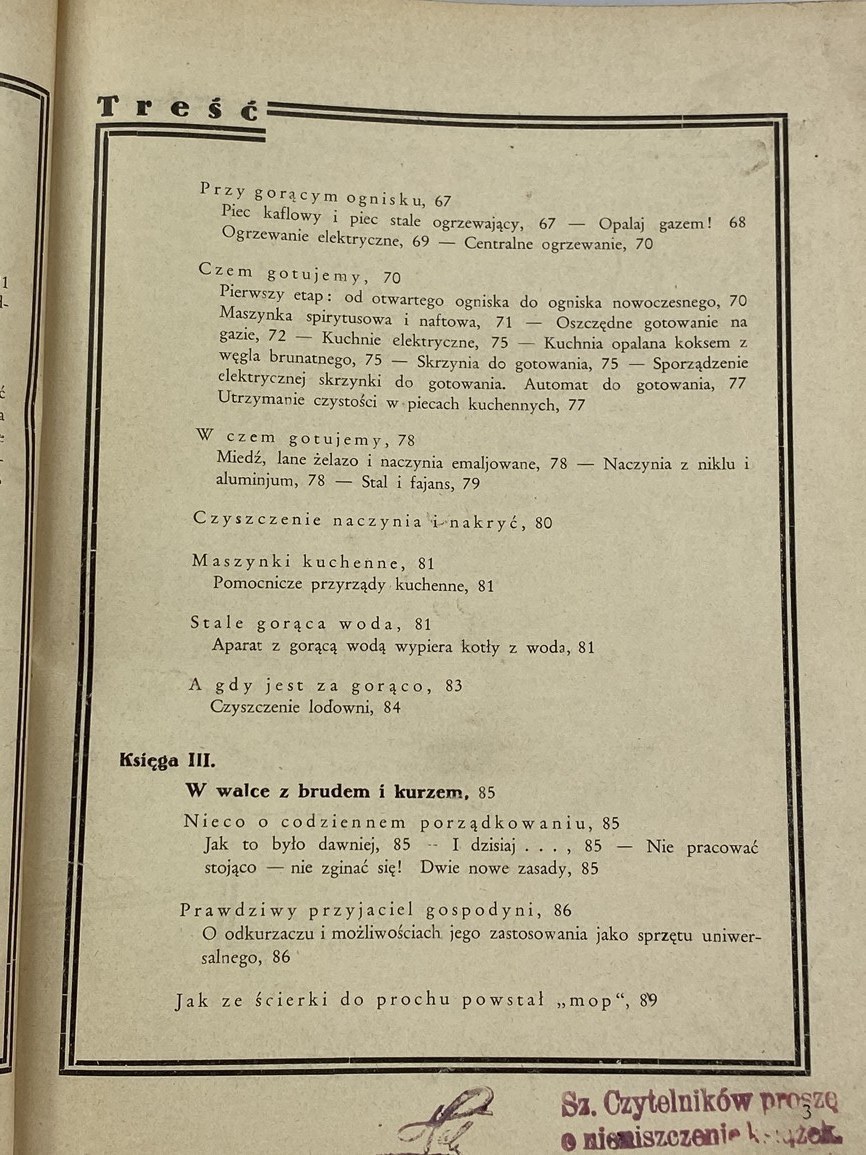 Treść
Przy gorącym ognisku, 67
Piec kaflowy i piec stale ogrzewający, 67 — Opalaj gazem! 68
Ogrzewanie elektryczne, 69 — Centralne ogrzewanie, 70
Czem gotujemy, 70
Pierwszy etap: od otwartego ogniska do ogniska nowoczesnego, 70
Maszynka spirytusowa i naftowa, 71 — Oszczędne gotowanie na
gazie, 72 — Kuchnie elektryczne, 75 — Kuchnia opalana koksem z
węgla brunatnego, 75 — Skrzynia do gotowania, 75 — Sporządzenie
elektrycznej skrzynki do gotowania. Automat do gotowania, 77
Utrzymanie czystości w piecach kuchennych, 77
W czem gotujemy, 78
Miedź, lane żelazo i naczynia emaljowane, 78 — Naczynia z niklu i
aluminjum, 78 — Stal i fajans, 79
Czyszczenie naczynia i nakryć, 80
Maszynki kuchenne, 81
Pomocnicze przyrządy kuchenne, 81
Stale gorąca woda, 81
Aparat z gorącą wodą wypiera kotły z woda, 81
A gdy jest za gorąco, 83
Czyszczenie lodowni, 84
Księga III.
W walce z brudem i kurzem, 85
Nieco o codziennem porządkowaniu, 85
Jak to było dawniej, 85 — I dzisiaj . . . , 85 — Nie pracować
stojąco — nie zginać się! Dwie nowe zasady, 85
Prawdziwy przyjaciel gospodyni, 86
O odkurzaczu i możliwościach jego zastosowania jako sprzętu uniwer-
salnego, 86
Jak ze ścierki do prochu powstał „mop“, 89
3
Sz. Czytelników proszę
o nieniszczenie książek.